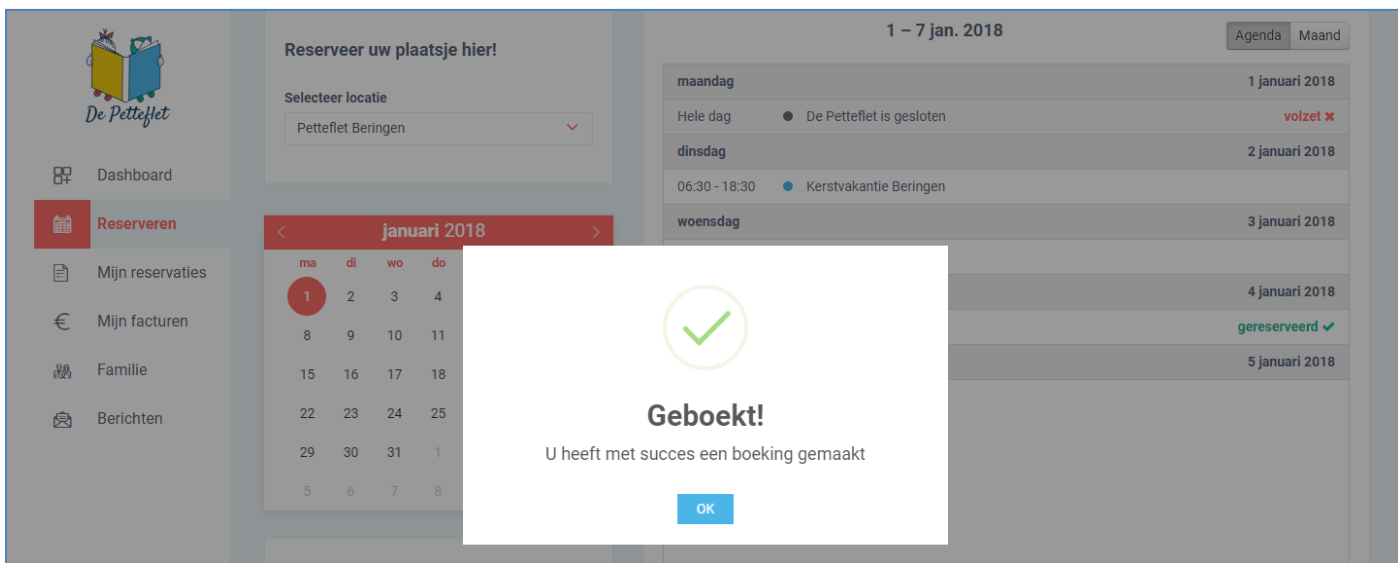 De Petteflet
Dashboard
Reserveren
Mijn reservaties
Mijn facturen
Familie
Berichten
Reserveer uw plaatsje hier!
Selecteer locatie
Petteflet Beringen
januari 2018
ma di wo do
1 2 3 4
8 9 10 11
15 16 17 18
22 23 24 25
29 30 31 1
5 6 7 8
1 – 7 jan. 2018
Agenda Maand
maandag 1 januari 2018
Hele dag De Petteflet is gesloten volzet ×
dinsdag 2 januari 2018
06:30 - 18:30 Kerstvakantie Beringen
woensdag 3 januari 2018
4 januari 2018
gereserveerd ✔
5 januari 2018
Geboekt!
U heeft met succes een boeking gemaakt
OK